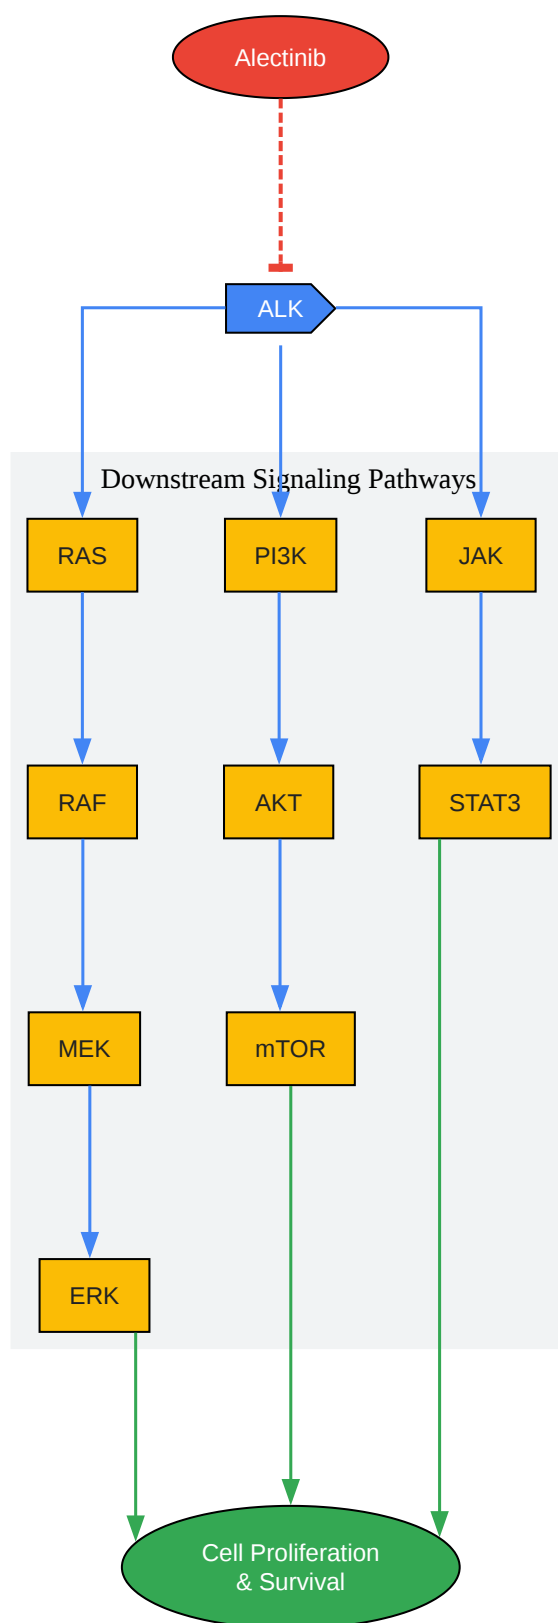 Alectinib
ALK
Downstream Signaling Pathways
RAS
PI3K
JAK
RAF
AKT
STAT3
MEK
mTOR
ERK
Cell Proliferation
& Survival